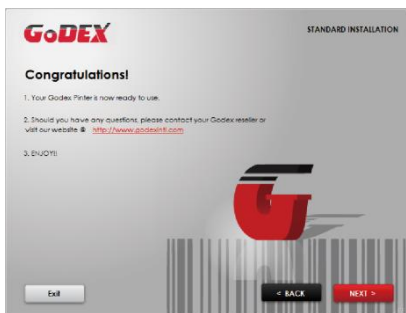 GODEX
STANDARD INSTALLATION
Congratulations!
1. Your Godex Pinter is now ready to use.
2. Should you have any questions, please contact your Godex reseller or
visit our website @ http://www.godexintl.com
3. ENJOY!!
Exit
< BACK
NEXT >